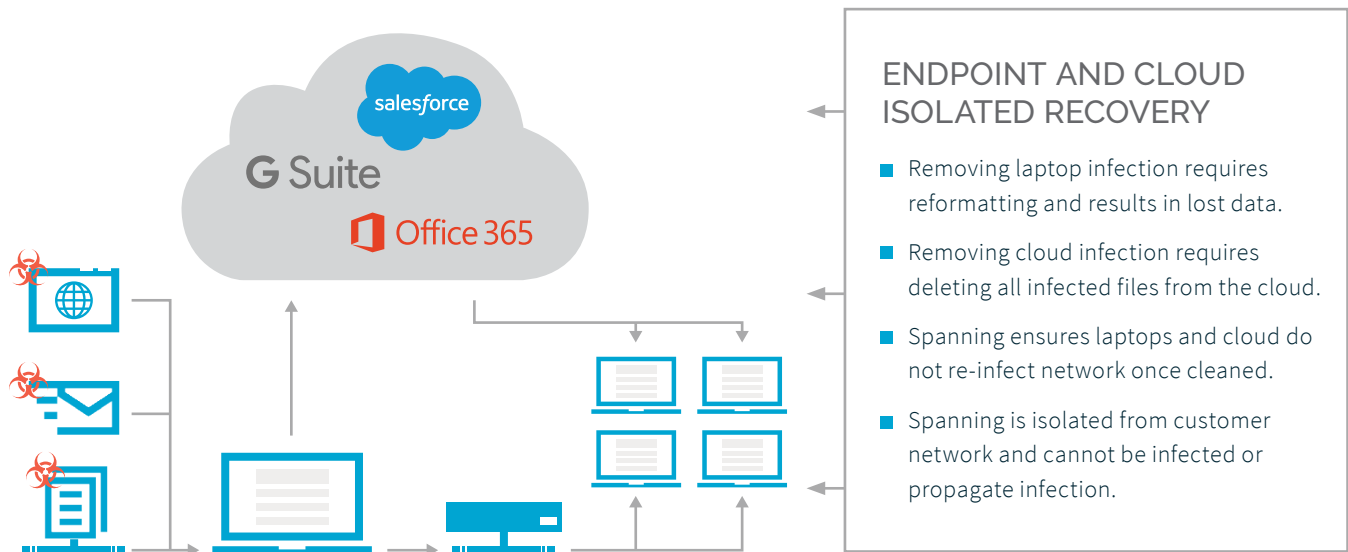 salesforce
G Suite
Office 365
ENDPOINT AND CLOUD
ISOLATED RECOVERY
Removing laptop infection requires
reformatting and results in lost data.
Removing cloud infection requires
deleting all infected files from the cloud.
Spanning ensures laptops and cloud do
not re-infect network once cleaned.
Spanning is isolated from customer
network and cannot be infected or
propagate infection.